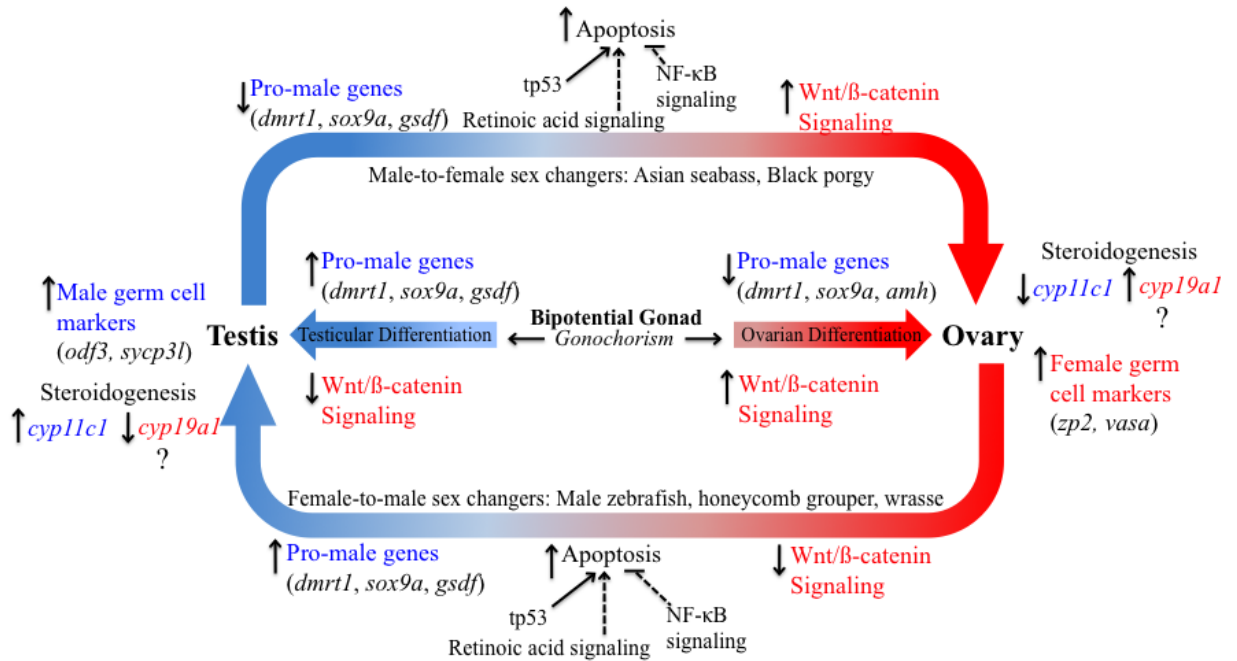 Apoptosis
tp53
NF-κB
signaling
Retinoic acid signaling
Pro-male genes
(dmrt1, sox9a, gsdf)
Wnt/ß-catenin
Signaling
Male-to-female sex changers: Asian seabass, Black porgy
Steroidogenesis
cyp11c1 cyp19a1
?
Male germ cell
markers
(odf3, sycp3l)
Pro-male genes
(dmrt1, sox9a, gsdf)
Pro-male genes
(dmrt1, sox9a, amh)
Testis
Testicular Differentiation
Bipotential Gonad
Gonochorism
Ovarian Differentiation
Ovary
Steroidogenesis
cyp11c1 cyp19a1
?
Wnt/ß-catenin
Signaling
Wnt/ß-catenin
Signaling
Female germ
cell markers
(zp2, vasa)
Female-to-male sex changers: Male zebrafish, honeycomb grouper, wrasse
Pro-male genes
(dmrt1, sox9a, gsdf)
Apoptosis
tp53
NF-κB
signaling
Retinoic acid signaling
Wnt/ß-catenin
Signaling